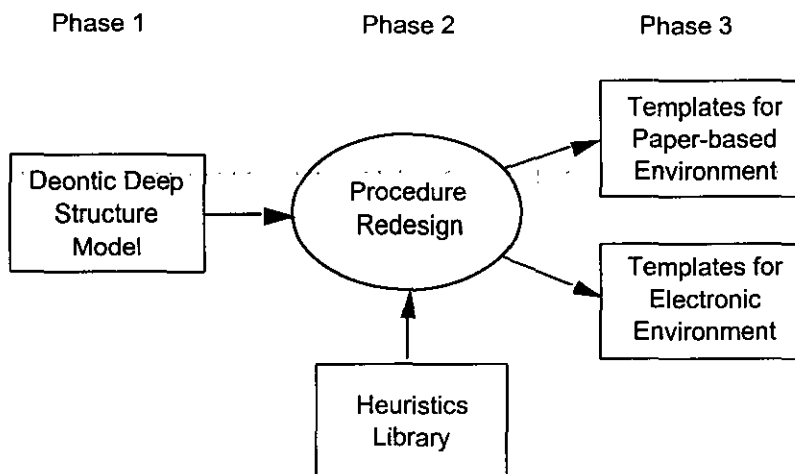 Phase 1
Phase 2
Phase 3
Deontic Deep
Structure
Model
Procedure
Redesign
Templates for
Paper-based
Environment
Templates for
Electronic
Environment
Heuristics
Library